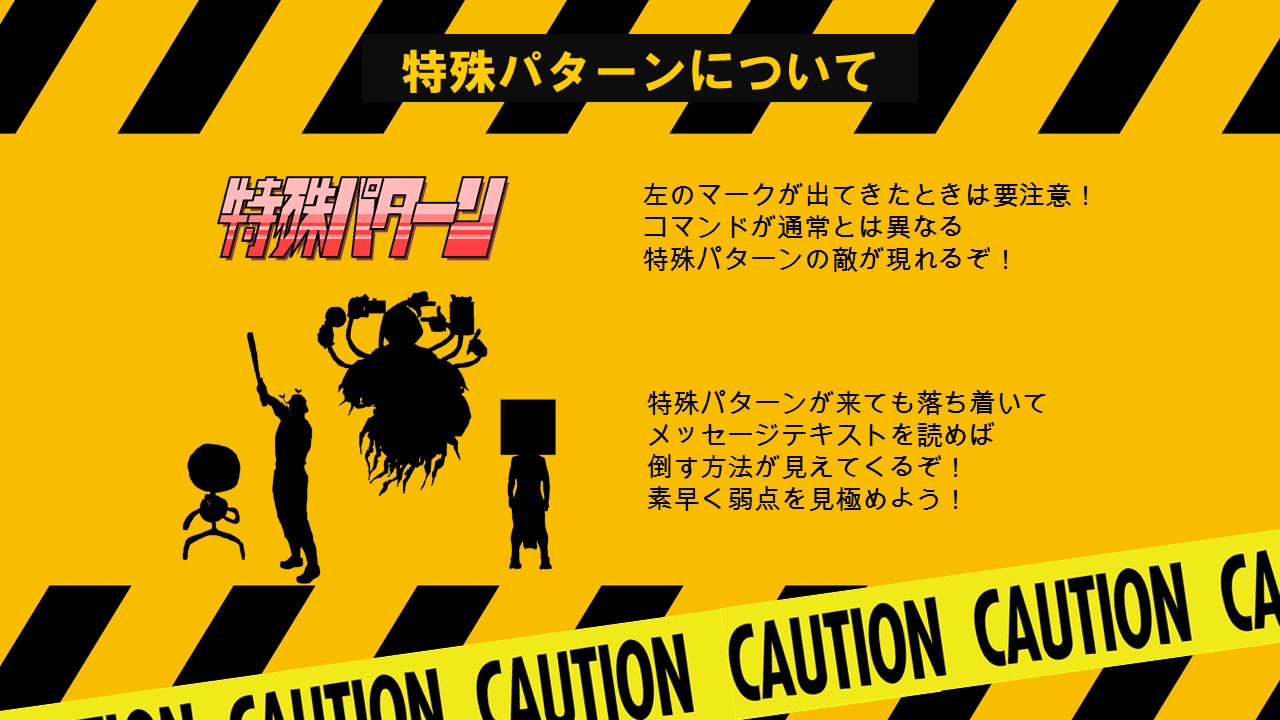 特殊パターンについて
特殊パターン
左のマークが出てきたときは要注意！
コマンドが通常とは異なる
特殊パターンの敵が現れるぞ！
特殊パターンが来ても落ち着いて
メッセージテキストを読めば
倒す方法が見えてくるぞ！
素早く弱点を見極めよう！
CAUTION CAUTION CAUTION CAUTION